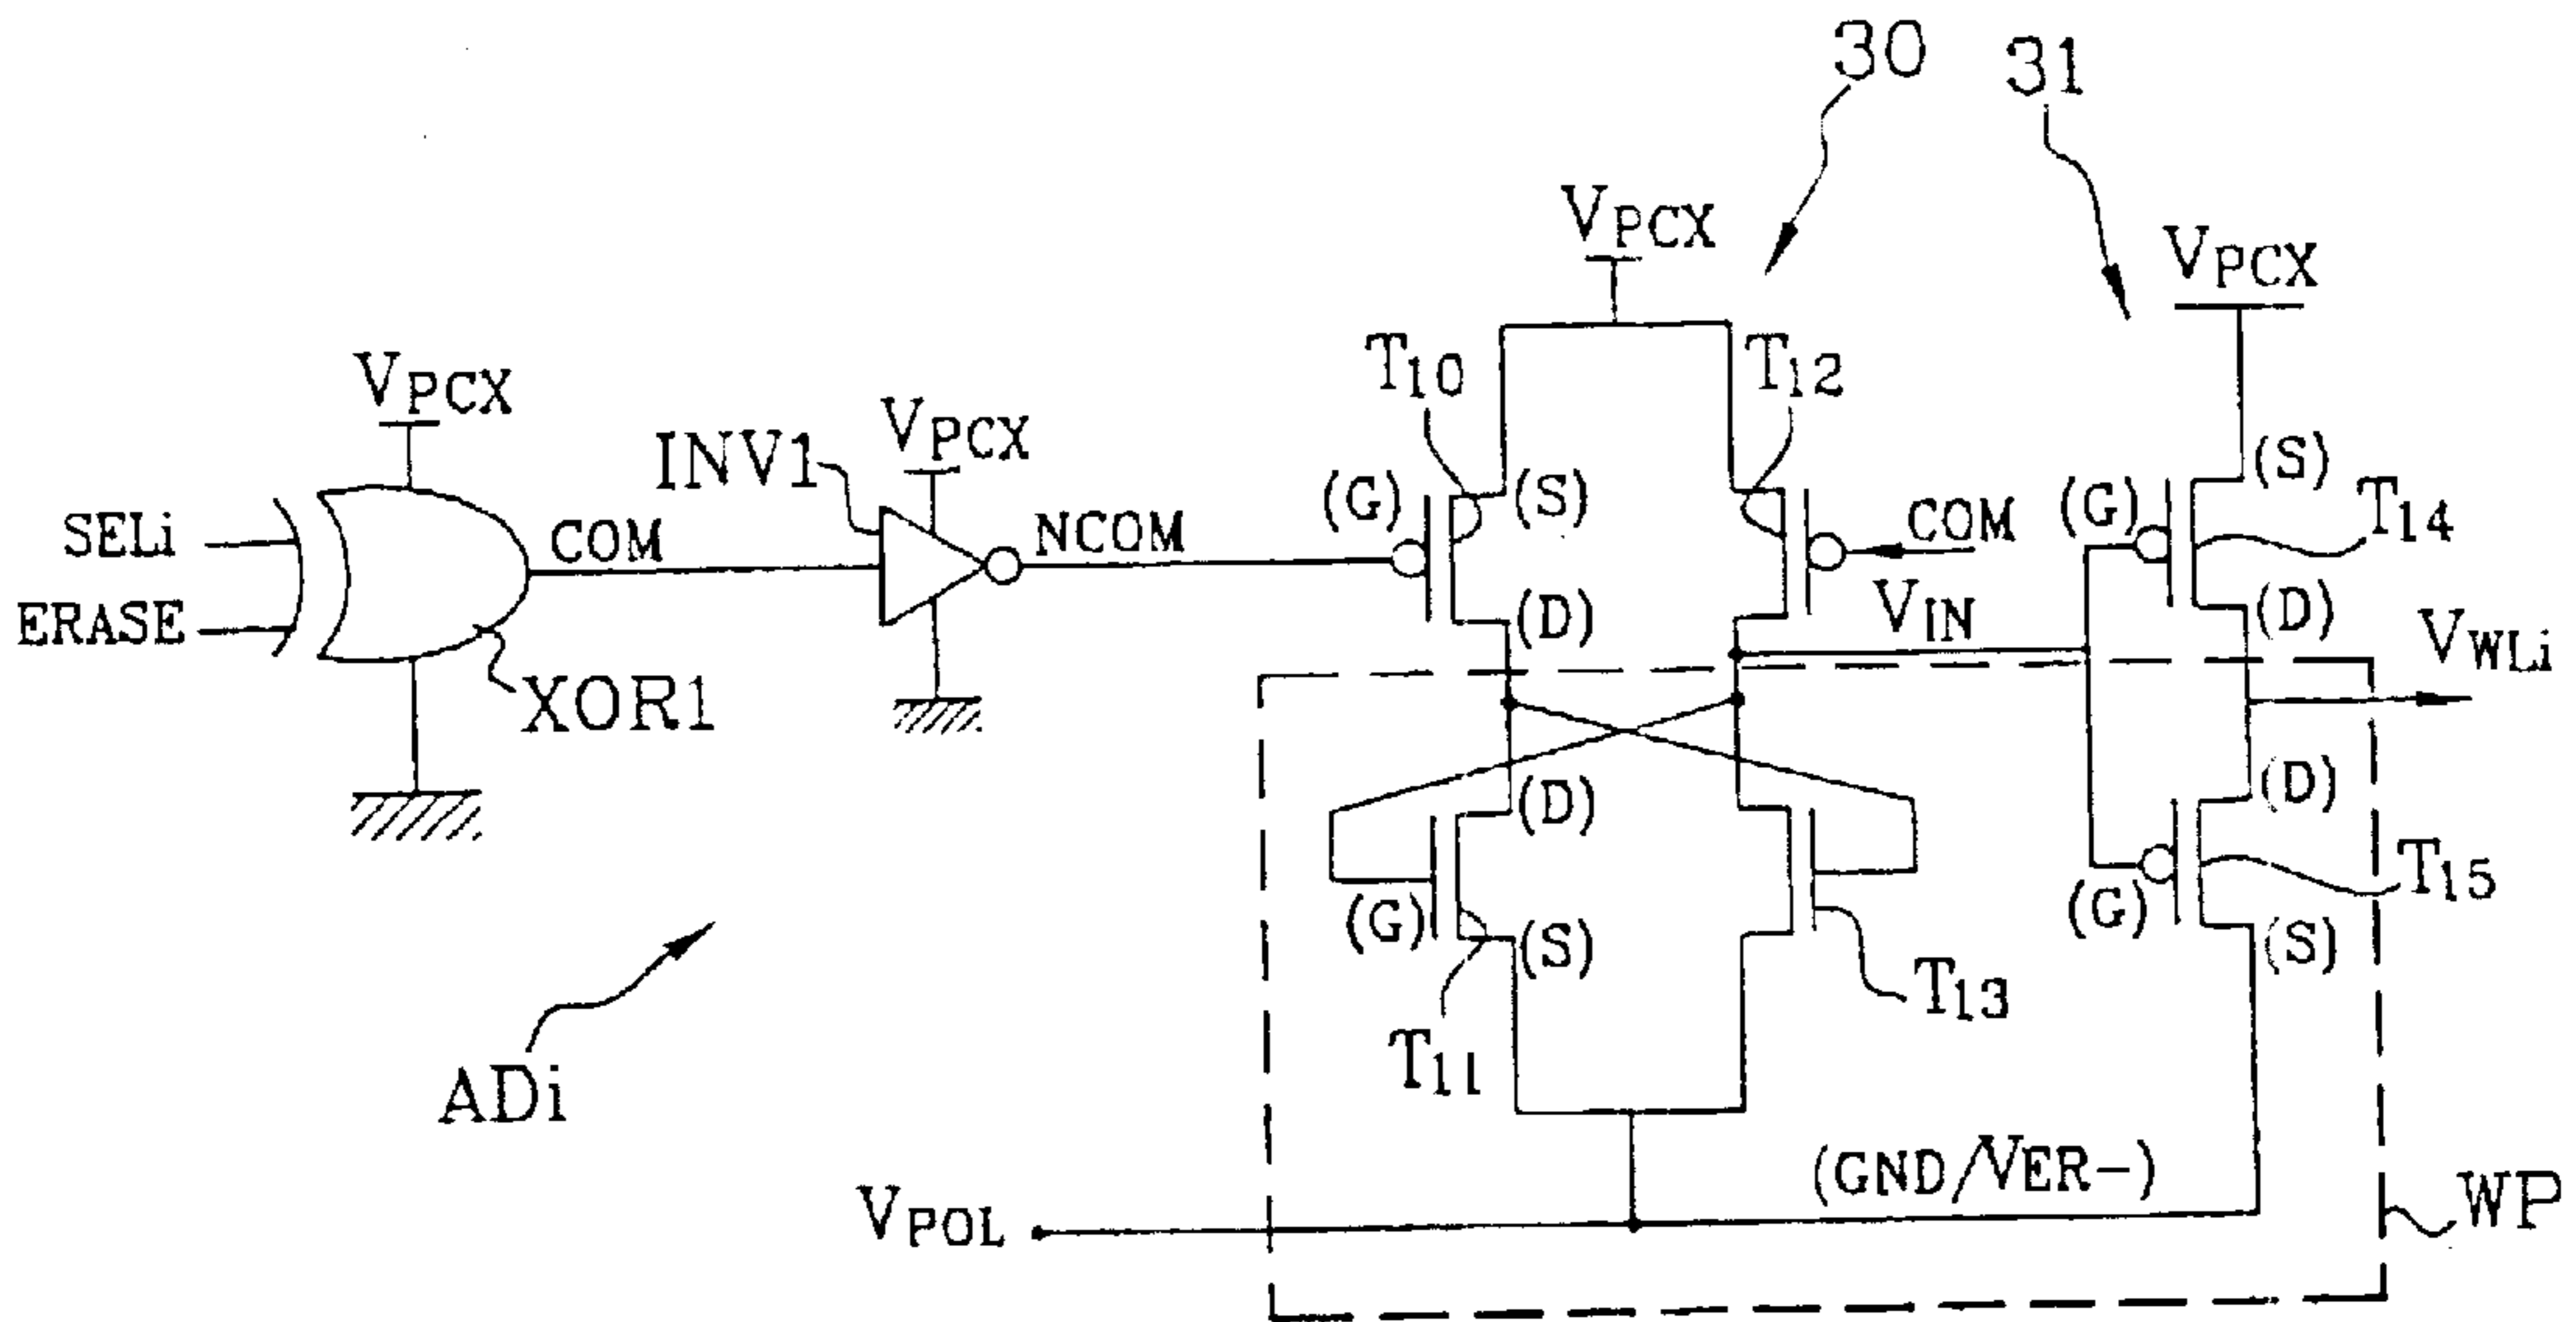 30
31
VPCX
VPCX
VPCX
VPCX
T10
T12
INV1
(G)
(S)
(G)
(S)
T14
SELi
COM
NCOM
COM
ERASE
(D)
VIN
(D)
VWLi
XOR1
(D)
(D)
T15
(G)
(S)
(G)
(S)
T13
T11
ADi
(GND/VER-)
VPOL
WP